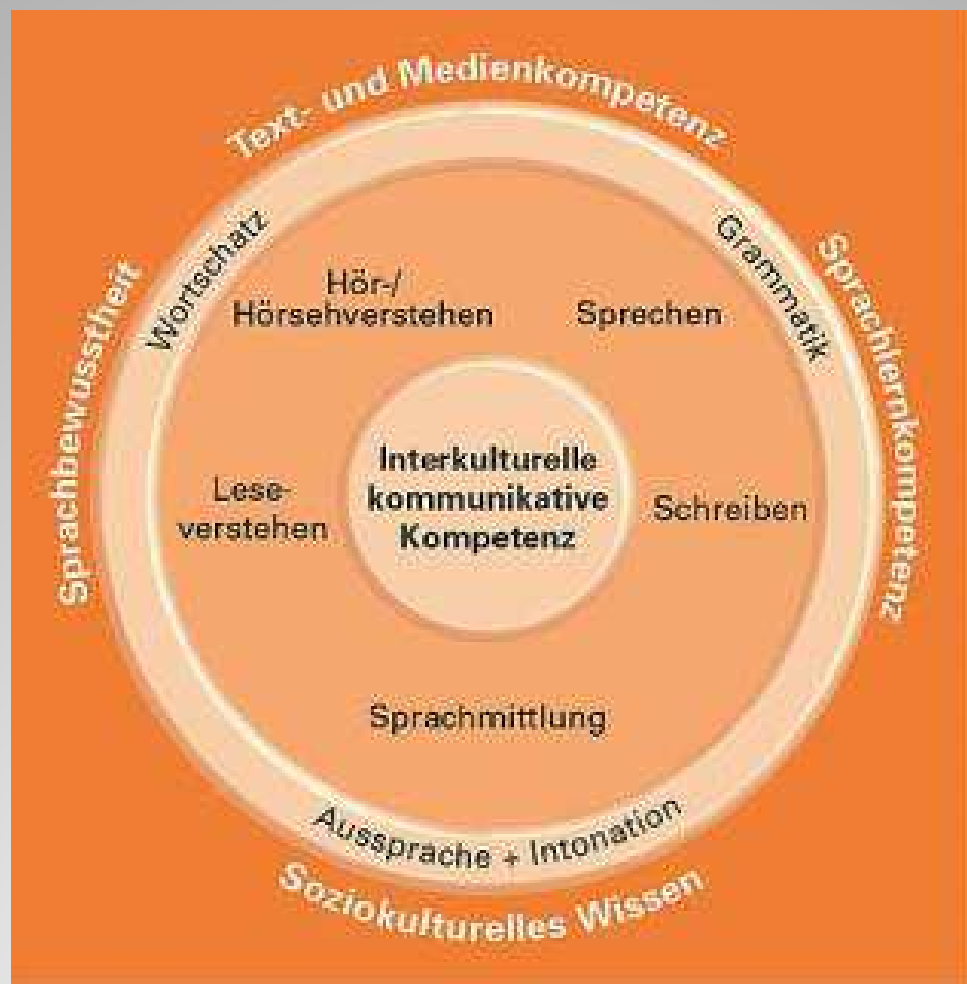 Text- und Medienkompetenz
Sprachbewusstheit
Sprachlernkompetenz
Wortschatz
Grammatik
Hör-/
Hörsehverstehen
Sprechen
Interkulturelle
kommunikative
Kompetenz
Lese-
verstehen
Schreiben
Sprachmittlung
Aussprache + Intonation
Soziokulturelles Wissen